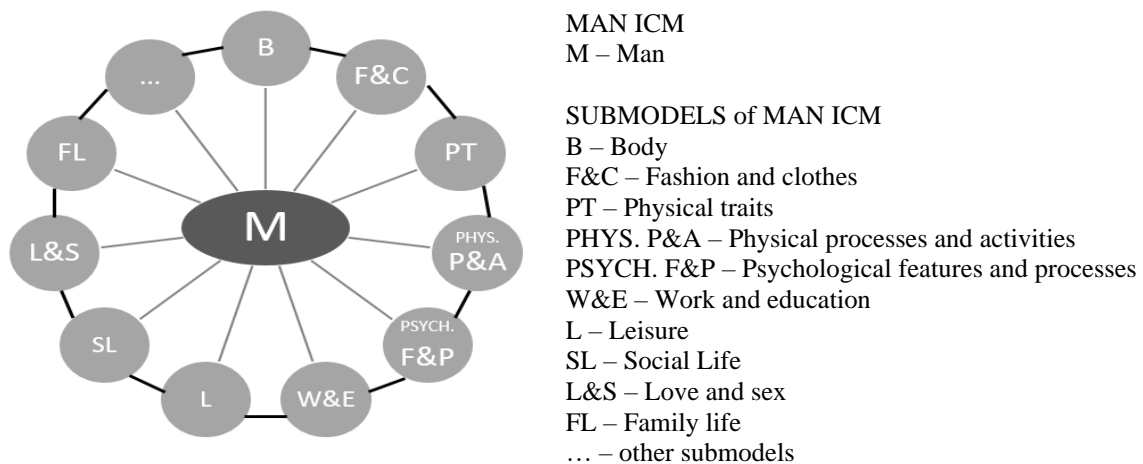 B
...
F&C
FL
PT
M
L&S
PHYS.
P&A
SL
PSYCH.
F&P
L
W&E
MAN ICM
M – Man
SUBMODELS of MAN ICM
B – Body
F&C – Fashion and clothes
PT – Physical traits
PHYS. P&A – Physical processes and activities
PSYCH. F&P – Psychological features and processes
W&E – Work and education
L – Leisure
SL – Social Life
L&S – Love and sex
FL – Family life
… – other submodels